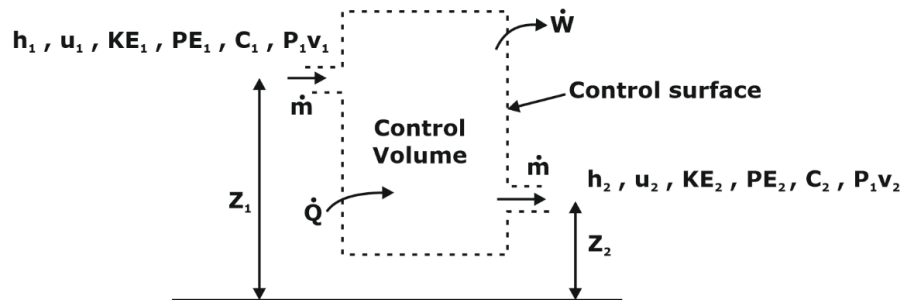 Ẇ
h₁ , u₁ , KE₁ , PE₁ , C₁ , P₁v₁
ṁ
Control surface
Control
Volume
ṁ
h₂ , u₂ , KE₂ , PE₂, C₂ , P₁v₂
Z₁
Q̇
Z₂